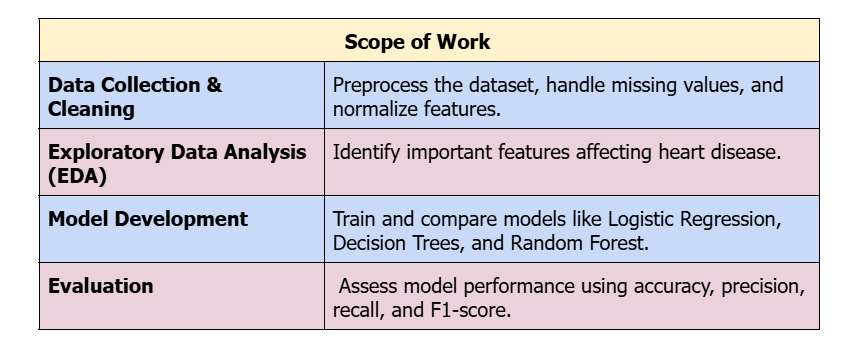 Scope of Work
Data Collection &
Cleaning
Preprocess the dataset, handle missing values, and
normalize features.
Exploratory Data Analysis
(EDA)
Identify important features affecting heart disease.
Model Development
Train and compare models like Logistic Regression,
Decision Trees, and Random Forest.
Evaluation
Assess model performance using accuracy, precision,
recall, and F1-score.